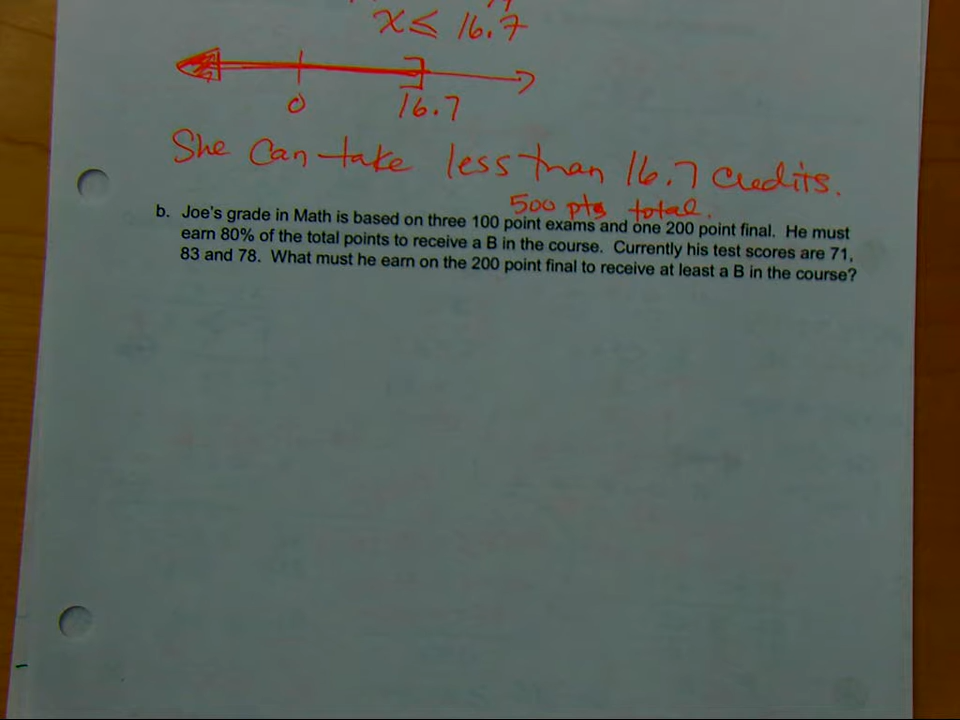 x ≤ 16.7
0 16.7
She can take less than 16.7 credits.
500 pts total.
b. Joe's grade in Math is based on three 100 point exams and one 200 point final. He must
earn 80% of the total points to receive a B in the course. Currently his test scores are 71,
83 and 78. What must he earn on the 200 point final to receive at least a B in the course?